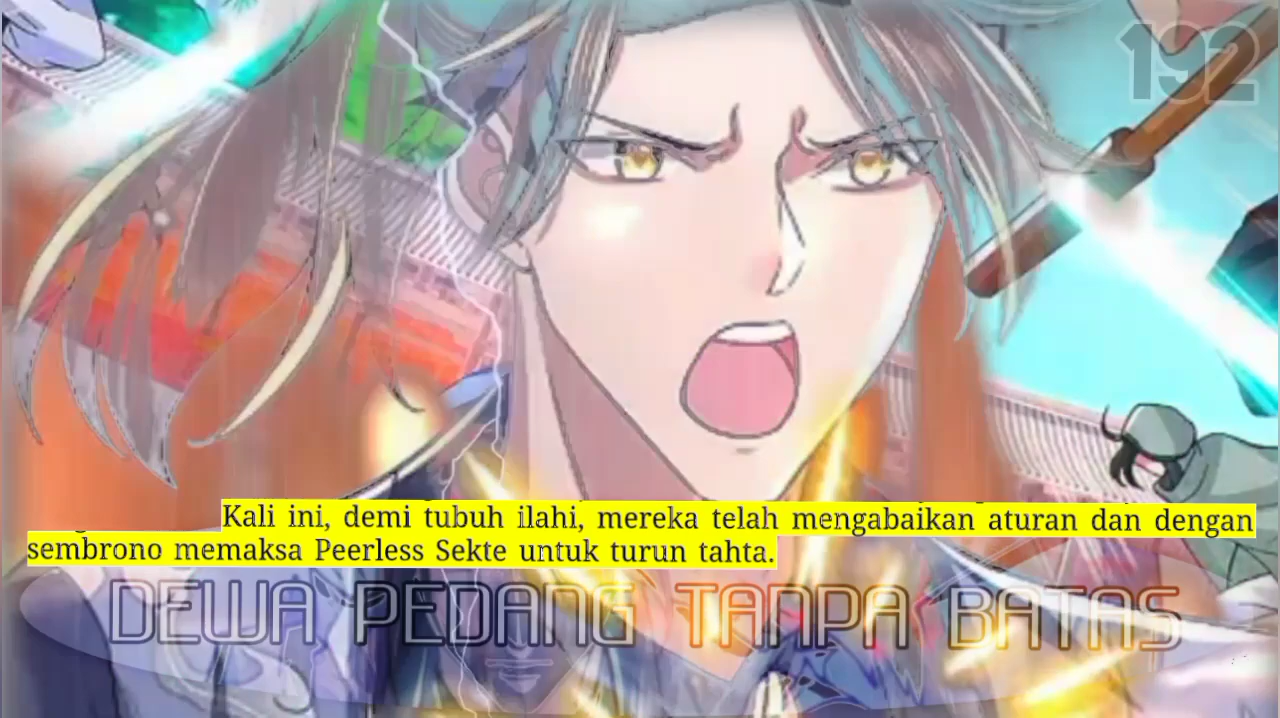 192
Kali ini, demi tubuh ilahi, mereka telah mengabaikan aturan dan dengan
sembrono memaksa Peerless Sekte untuk turun tahta.
DEWA PEDANG TANPA BATAS